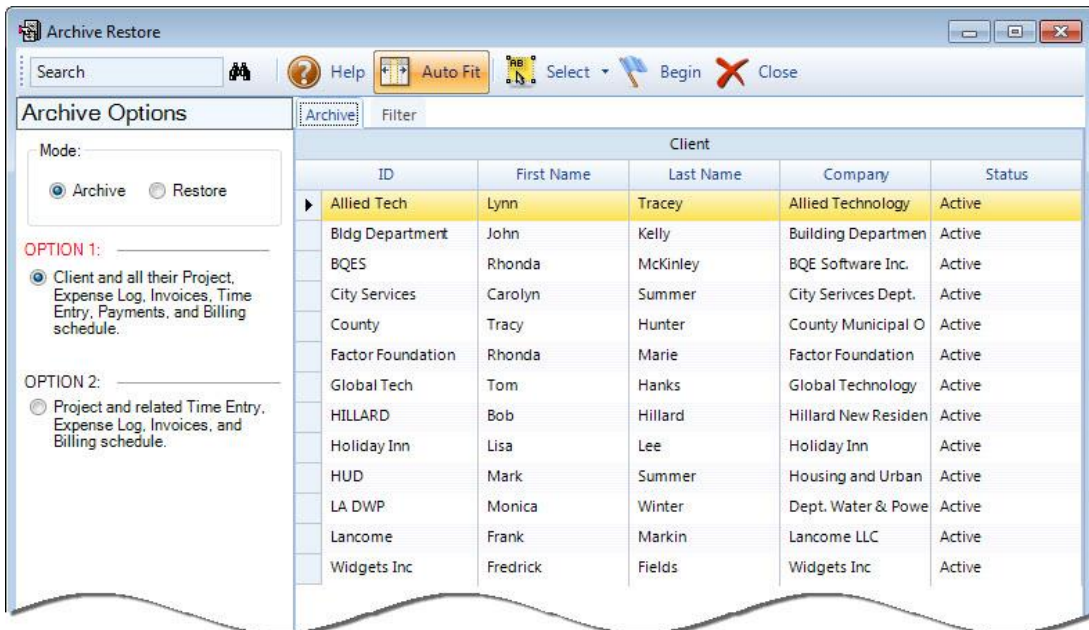 Archive Restore
Search Help Auto Fit AB Select Begin Close
Archive Options
Mode:
Archive Restore
OPTION 1:
Client and all their Project,
Expense Log, Invoices, Time
Entry, Payments, and Billing
schedule.
OPTION 2:
Project and related Time Entry,
Expense Log, Invoices, and
Billing schedule.
Archive Filter
Client
ID First Name Last Name Company Status
Allied Tech Lynn Tracey Allied Technology Active
Bldg Department John Kelly Building Departmen Active
BQES Rhonda McKinley BQE Software Inc. Active
City Services Carolyn Summer City Serivces Dept. Active
County Tracy Hunter County Municipal O Active
Factor Foundation Rhonda Marie Factor Foundation Active
Global Tech Tom Hanks Global Technology Active
HILLARD Bob Hillard Hillard New Residen Active
Holiday Inn Lisa Lee Holiday Inn Active
HUD Mark Summer Housing and Urban Active
LA DWP Monica Winter Dept. Water & Powe Active
Lancome Frank Markin Lancome LLC Active
Widgets Inc Fredrick Fields Widgets Inc Active